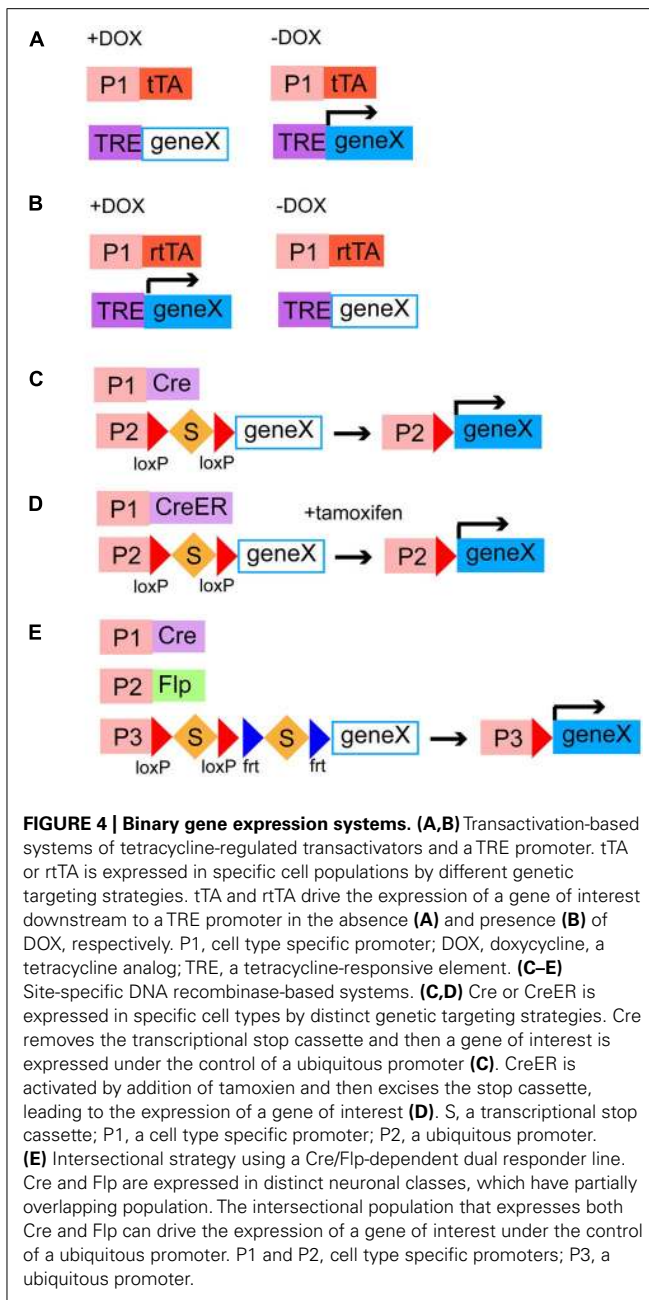 A
+DOX -DOX
P1 tTA P1 tTA
TRE geneX TRE geneX
B
+DOX -DOX
P1 rtTA P1 rtTA
TRE geneX TRE geneX
C
P1 Cre
P2 S geneX P2 geneX
loxP loxP
D
P1 CreER +tamoxifen
P2 S geneX P2 geneX
loxP loxP
E
P1 Cre
P2 Flp
P3 S S geneX P3 geneX
loxP loxP frt frt
FIGURE 4 | Binary gene expression systems. (A,B) Transactivation-based
systems of tetracycline-regulated transactivators and a TRE promoter. tTA
or rtTA is expressed in specific cell populations by different genetic
targeting strategies. tTA and rtTA drive the expression of a gene of interest
downstream to a TRE promoter in the absence (A) and presence (B) of
DOX, respectively. P1, cell type specific promoter; DOX, doxycycline, a
tetracycline analog; TRE, a tetracycline-responsive element. (C–E)
Site-specific DNA recombinase-based systems. (C,D) Cre or CreER is
expressed in specific cell types by distinct genetic targeting strategies. Cre
removes the transcriptional stop cassette and then a gene of interest is
expressed under the control of a ubiquitous promoter (C). CreER is
activated by addition of tamoxien and then excises the stop cassette,
leading to the expression of a gene of interest (D). S, a transcriptional stop
cassette; P1, a cell type specific promoter; P2, a ubiquitous promoter.
(E) Intersectional strategy using a Cre/Flp-dependent dual responder line.
Cre and Flp are expressed in distinct neuronal classes, which have partially
overlapping population. The intersectional population that expresses both
Cre and Flp can drive the expression of a gene of interest under the control
of a ubiquitous promoter. P1 and P2, cell type specific promoters; P3, a
ubiquitous promoter.